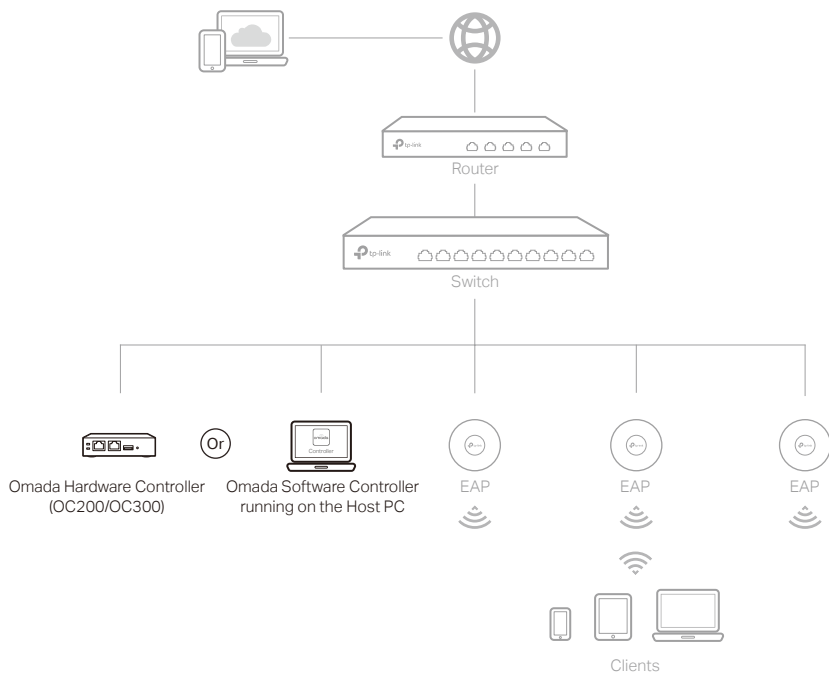 tp-link
Router
tp-link
Switch
Or
omada
Controller
Omada Hardware Controller
(OC200/OC300)
Omada Software Controller
running on the Host PC
EAP
EAP
EAP
Clients